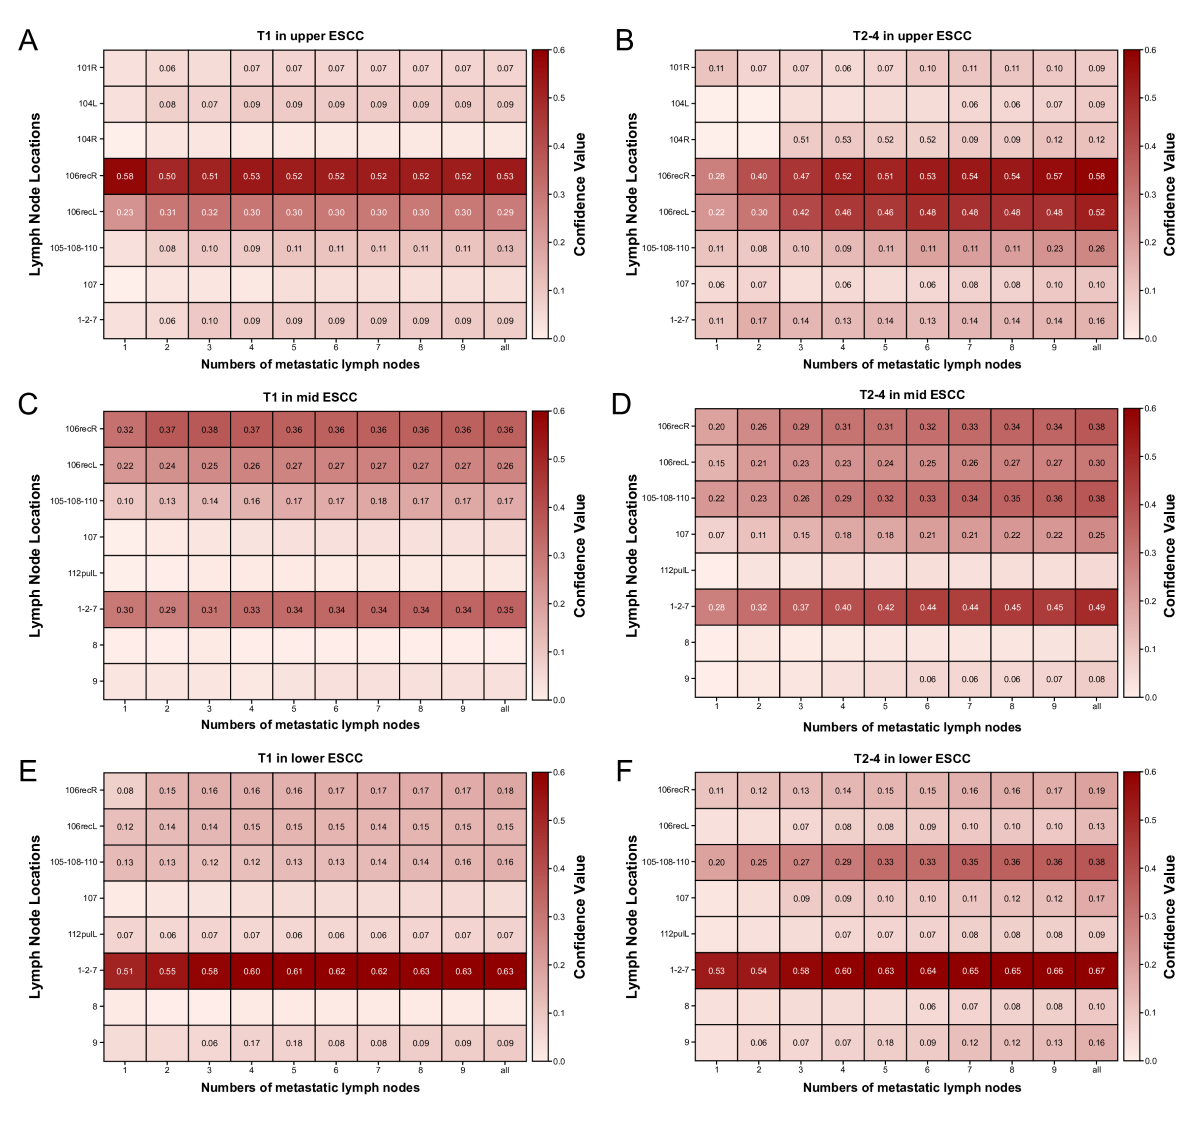 A
T1 in upper ESCC
Lymph Node Locations
101R 0.06 0.07 0.07 0.07 0.07 0.07 0.07 0.07
104L 0.08 0.07 0.09 0.09 0.09 0.09 0.09 0.09 0.09
104R
106recR 0.58 0.50 0.51 0.53 0.52 0.52 0.52 0.52 0.52 0.53
106recL 0.23 0.31 0.32 0.30 0.30 0.30 0.30 0.30 0.30 0.29
105-108-110 0.08 0.10 0.09 0.11 0.11 0.11 0.11 0.11 0.13
107
1-2-7 0.06 0.10 0.09 0.09 0.09 0.09 0.09 0.09 0.09
1 2 3 4 5 6 7 8 9 all
Numbers of metastatic lymph nodes
0.6
0.5
0.4
0.3
0.2
0.1
0.0
Confidence Value
B
T2-4 in upper ESCC
Lymph Node Locations
101R 0.11 0.07 0.07 0.06 0.07 0.10 0.11 0.11 0.10 0.09
104L 0.06 0.06 0.07 0.09
104R 0.51 0.53 0.52 0.52 0.09 0.09 0.12 0.12
106recR 0.28 0.40 0.47 0.52 0.51 0.53 0.54 0.54 0.57 0.58
106recL 0.22 0.30 0.42 0.46 0.46 0.48 0.48 0.48 0.48 0.52
105-108-110 0.11 0.08 0.10 0.09 0.11 0.11 0.11 0.11 0.23 0.26
107 0.06 0.07 0.06 0.06 0.08 0.08 0.10 0.10
1-2-7 0.11 0.17 0.14 0.13 0.14 0.13 0.14 0.14 0.14 0.16
1 2 3 4 5 6 7 8 9 all
Numbers of metastatic lymph nodes
0.6
0.5
0.4
0.3
0.2
0.1
0.0
Confidence Value
C
T1 in mid ESCC
Lymph Node Locations
106recR 0.32 0.37 0.38 0.37 0.36 0.36 0.36 0.36 0.36 0.36
106recL 0.22 0.24 0.25 0.26 0.27 0.27 0.27 0.27 0.27 0.26
105-108-110 0.10 0.13 0.14 0.16 0.17 0.17 0.18 0.17 0.17 0.17
107
112pulL
1-2-7 0.30 0.29 0.31 0.33 0.34 0.34 0.34 0.34 0.34 0.35
8
9
1 2 3 4 5 6 7 8 9 all
Numbers of metastatic lymph nodes
0.6
0.5
0.4
0.3
0.2
0.1
0.0
Confidence Value
D
T2-4 in mid ESCC
Lymph Node Locations
106recR 0.20 0.26 0.29 0.31 0.31 0.32 0.33 0.34 0.34 0.38
106recL 0.15 0.21 0.23 0.23 0.24 0.25 0.26 0.27 0.27 0.30
105-108-110 0.22 0.23 0.26 0.29 0.32 0.33 0.34 0.35 0.36 0.38
107 0.07 0.11 0.15 0.18 0.18 0.21 0.21 0.22 0.22 0.25
112pulL
1-2-7 0.28 0.32 0.37 0.40 0.42 0.44 0.44 0.45 0.45 0.49
8
9 0.06 0.06 0.06 0.07 0.08
1 2 3 4 5 6 7 8 9 all
Numbers of metastatic lymph nodes
0.6
0.5
0.4
0.3
0.2
0.1
0.0
Confidence Value
E
T1 in lower ESCC
Lymph Node Locations
106recR 0.08 0.15 0.16 0.16 0.16 0.17 0.17 0.17 0.17 0.18
106recL 0.12 0.14 0.14 0.15 0.15 0.15 0.14 0.15 0.15 0.15
105-108-110 0.13 0.13 0.12 0.12 0.13 0.13 0.14 0.14 0.16 0.16
107
112pulL 0.07 0.06 0.07 0.07 0.06 0.06 0.06 0.07 0.07 0.07
1-2-7 0.51 0.55 0.58 0.60 0.61 0.62 0.62 0.63 0.63 0.63
8
9 0.06 0.17 0.18 0.08 0.08 0.09 0.09 0.09
1 2 3 4 5 6 7 8 9 all
Numbers of metastatic lymph nodes
0.6
0.5
0.4
0.3
0.2
0.1
0.0
Confidence Value
F
T2-4 in lower ESCC
Lymph Node Locations
106recR 0.11 0.12 0.13 0.14 0.15 0.15 0.16 0.16 0.17 0.19
106recL 0.07 0.08 0.08 0.09 0.10 0.10 0.10 0.13
105-108-110 0.20 0.25 0.27 0.29 0.33 0.33 0.35 0.36 0.36 0.38
107 0.09 0.09 0.10 0.10 0.11 0.12 0.12 0.17
112pulL 0.07 0.07 0.07 0.08 0.08 0.08 0.09
1-2-7 0.53 0.54 0.58 0.60 0.63 0.64 0.65 0.65 0.66 0.67
8 0.06 0.07 0.08 0.08 0.10
9 0.06 0.07 0.07 0.18 0.09 0.12 0.12 0.13 0.16
1 2 3 4 5 6 7 8 9 all
Numbers of metastatic lymph nodes
0.6
0.5
0.4
0.3
0.2
0.1
0.0
Confidence Value